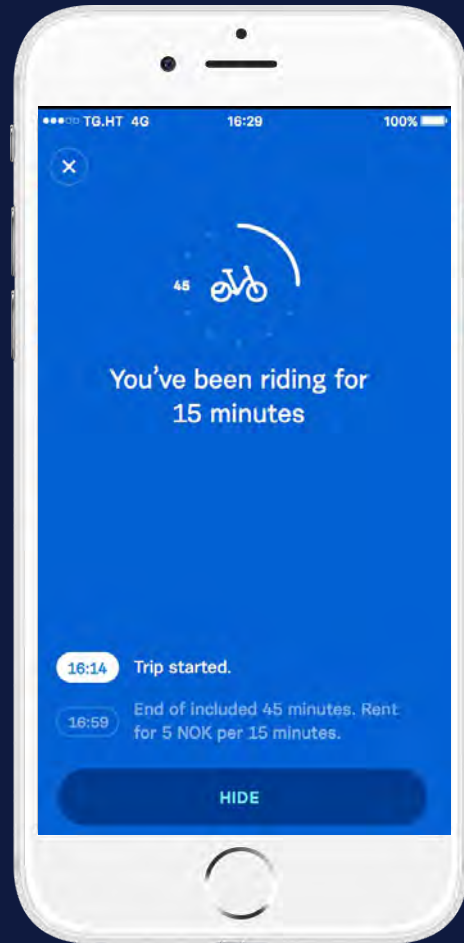 TG.HT 4G 16:29 100%
45
You've been riding for
15 minutes
16:14 Trip started.
16:59 End of included 45 minutes. Rent
for 5 NOK per 15 minutes.
HIDE